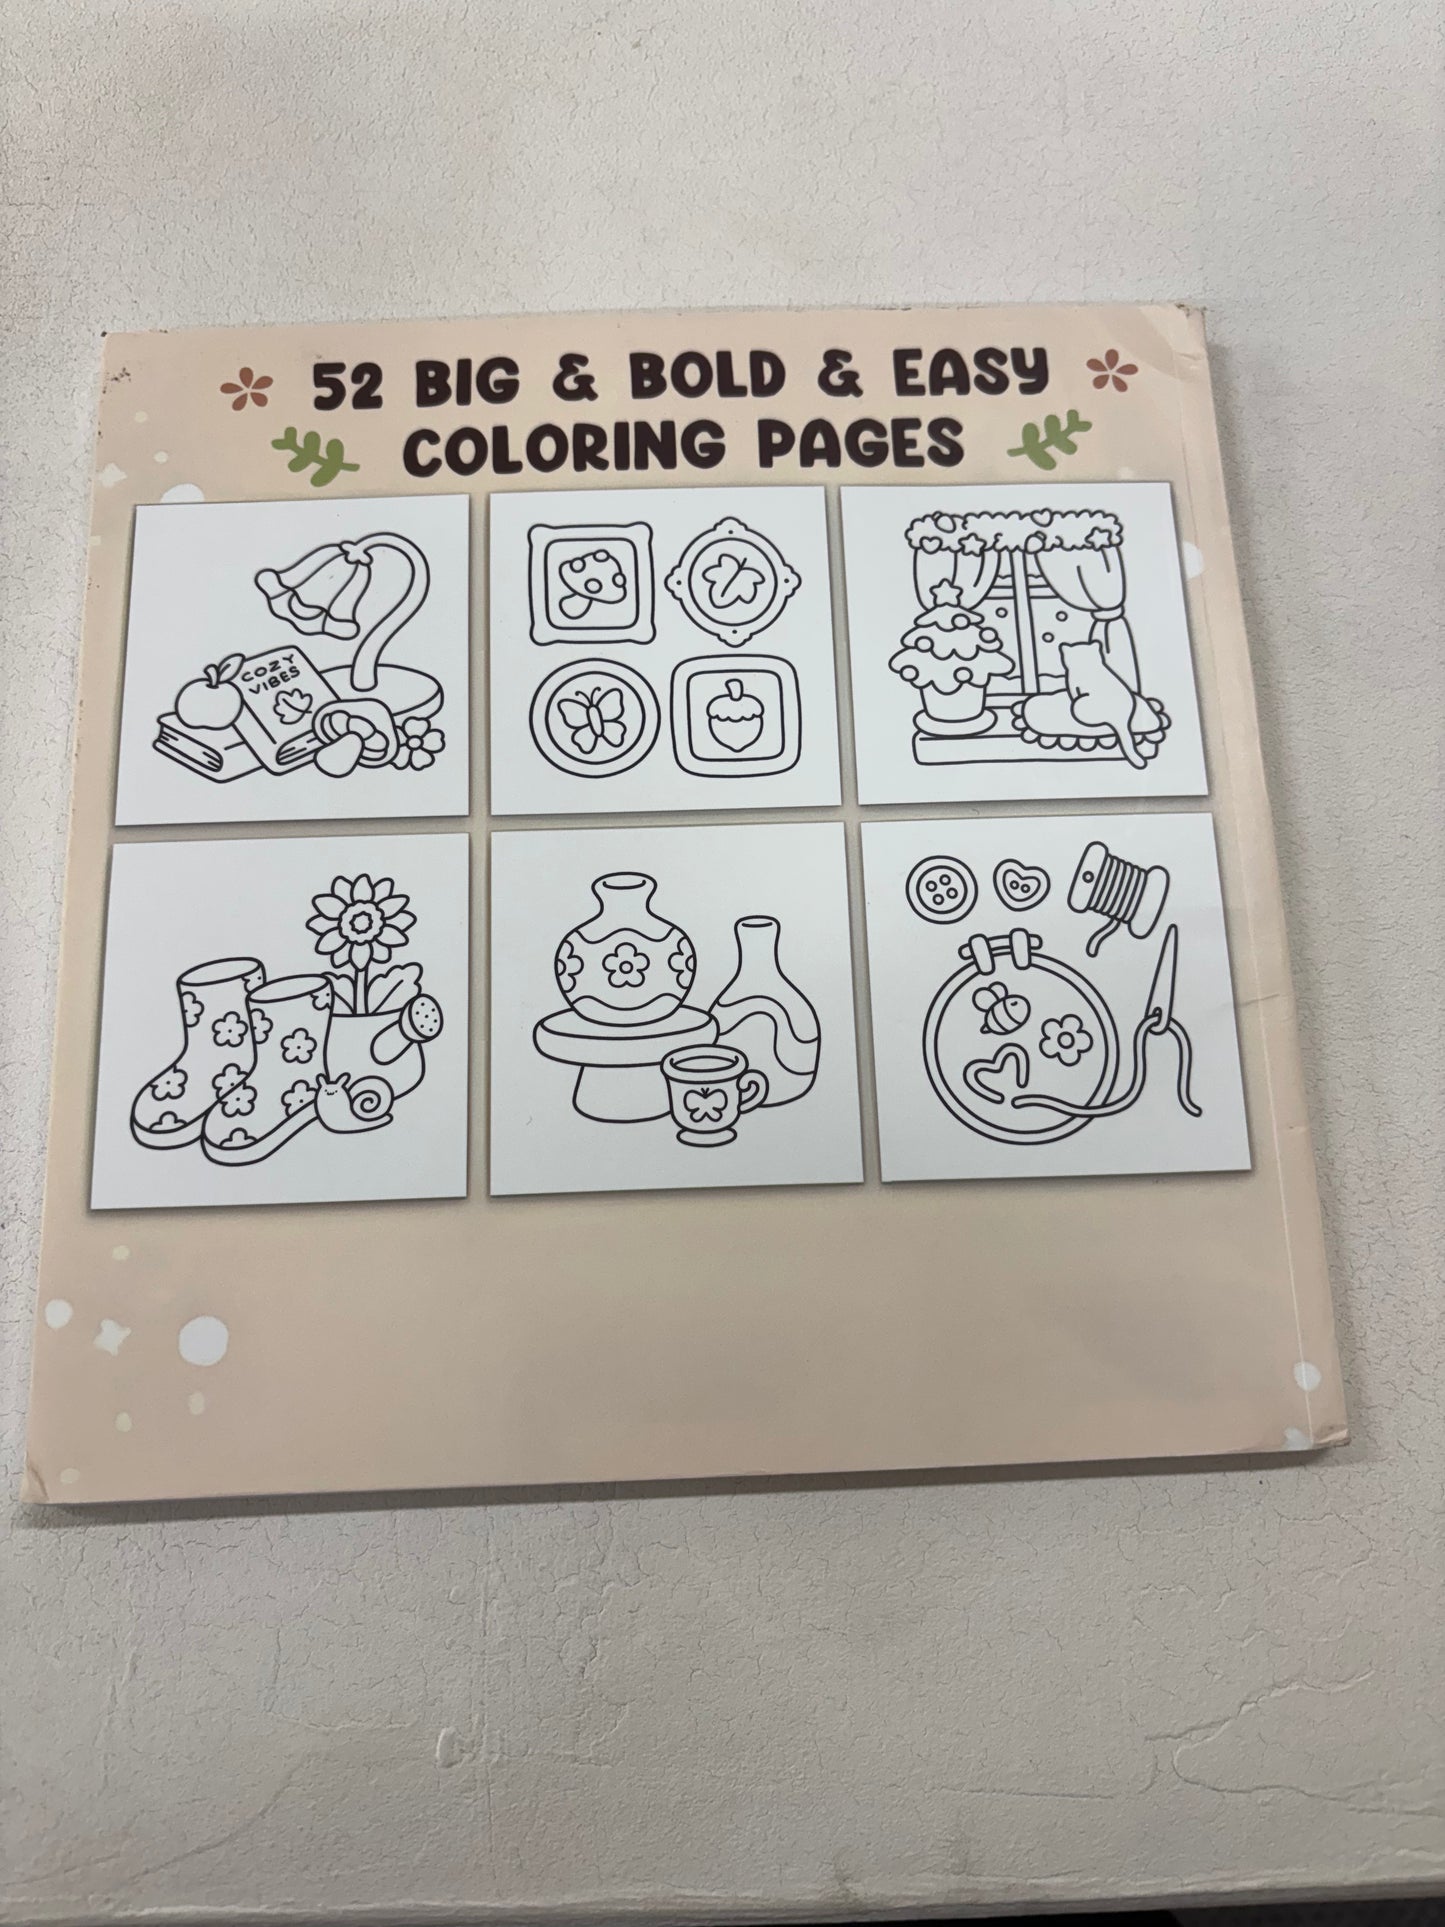 52 BIG & BOLD & EASY
COLORING PAGES
COZY
VIBES